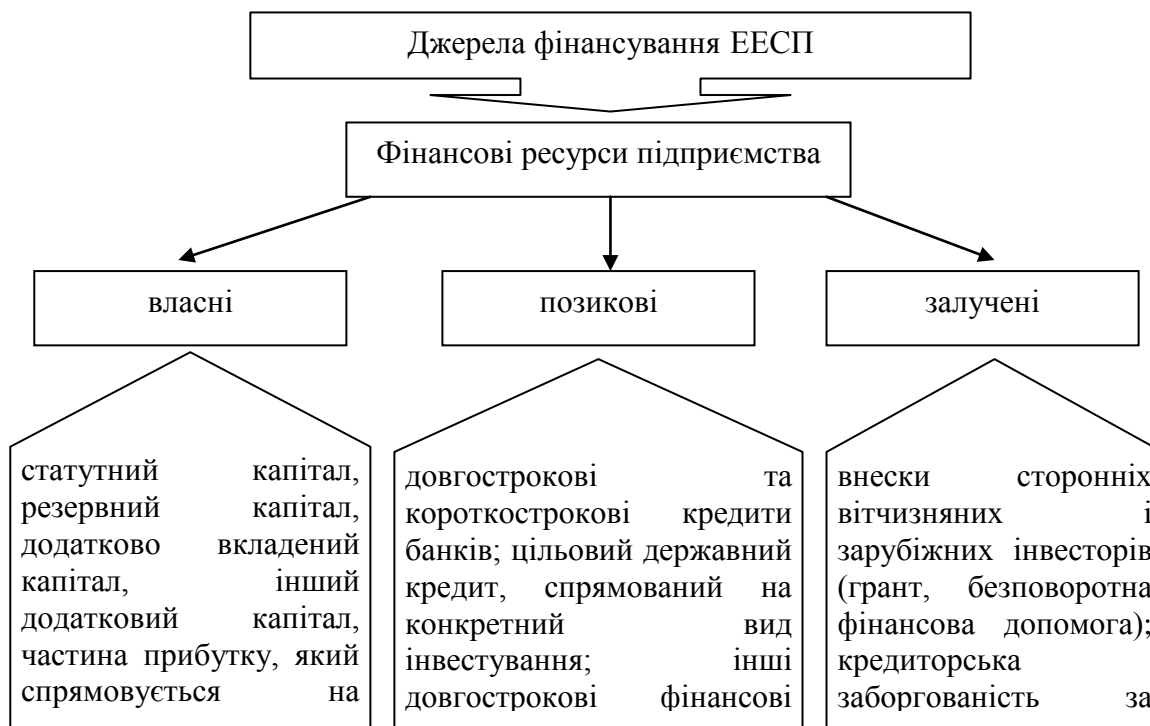 Джерела фінансування ЕЕСП
Фінансові ресурси підприємства
власні
позикові
залучені
статутний капітал,
резервний капітал,
додатково вкладений
капітал, інший
додатковий капітал,
частина прибутку, який
спрямовується на
довгострокові та
короткострокові кредити
банків; цільовий державний
кредит, спрямований на
конкретний вид
інвестування; інші
довгострокові фінансові
внески сторонніх
вітчизняних і
зарубіжних інвесторів
(грант, безповоротна
фінансова допомога);
кредиторська
заборгованість за